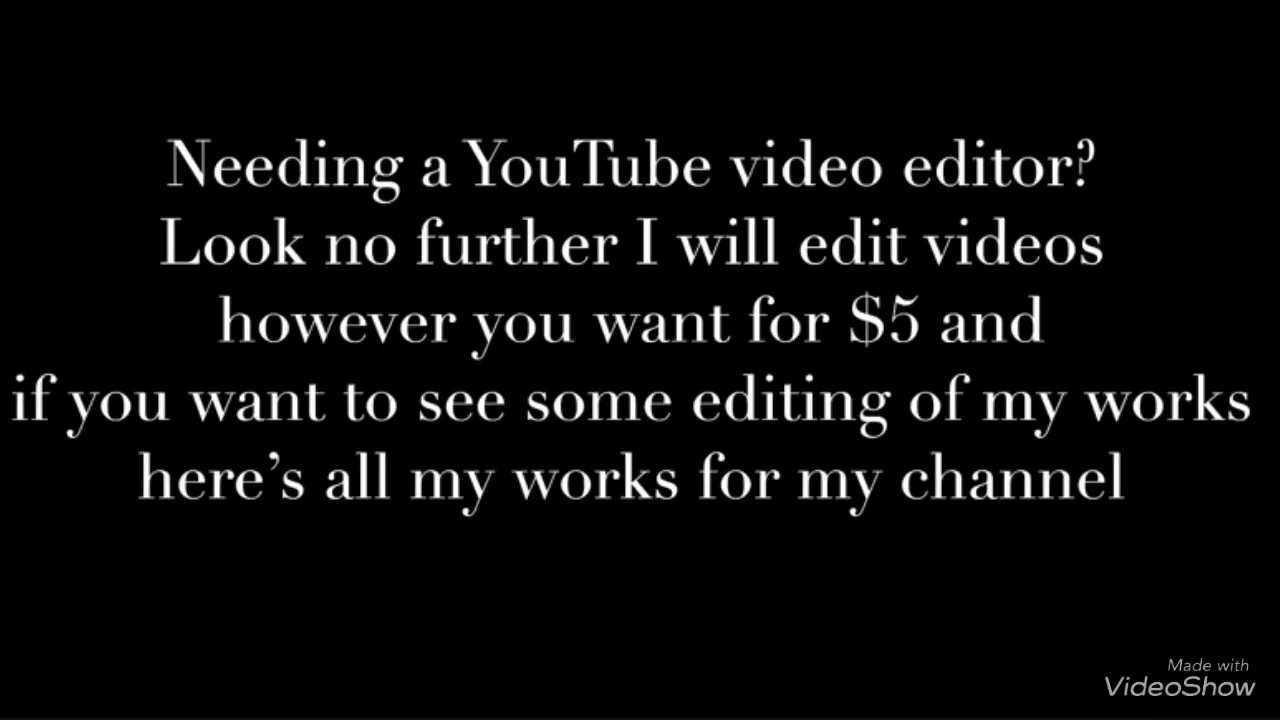 Needing a YouTube video editor?
Look no further I will edit videos
however you want for $5 and
if you want to see some editing of my works
here’s all my works for my channel
Made with
VideoShow